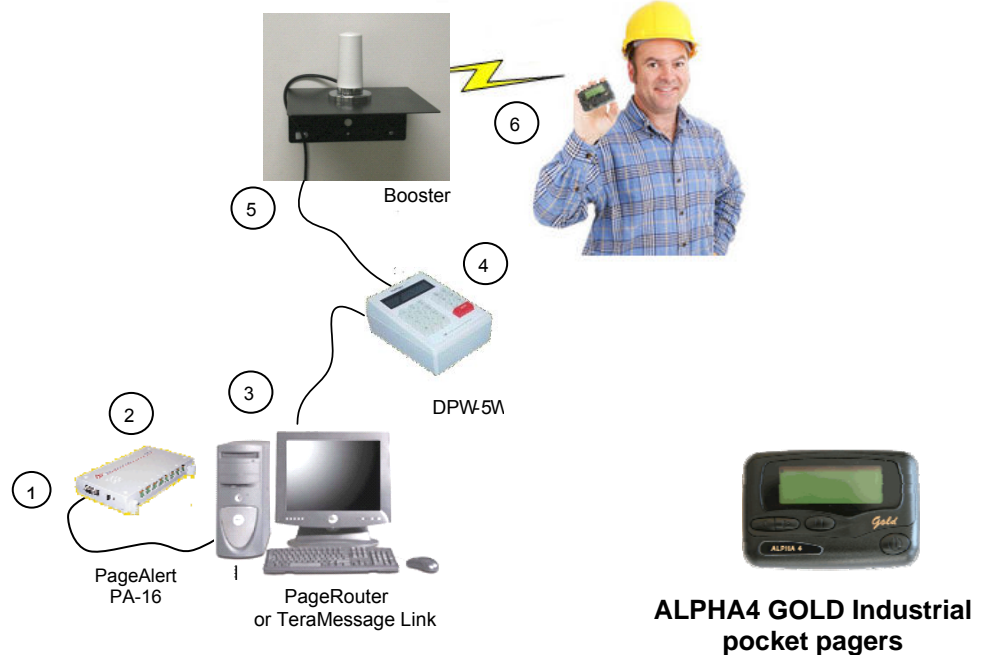 6
Booster
5
4
DPW-5W
3
2
1
PageAlert
PA-16
PageRouter
or TeraMessage Link
Gold
ALPHA 4
ALPHA4 GOLD Industrial
pocket pagers